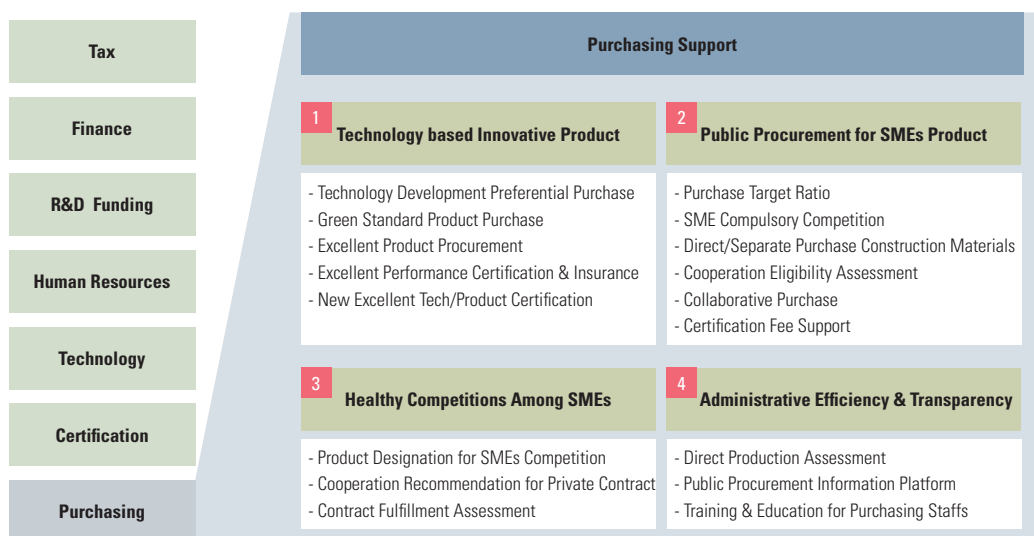 Tax
Finance
R&D Funding
Human Resources
Technology
Certification
Purchasing
Purchasing Support
1
Technology based Innovative Product
- Technology Development Preferential Purchase
- Green Standard Product Purchase
- Excellent Product Procurement
- Excellent Performance Certification & Insurance
- New Excellent Tech/Product Certification
2
Public Procurement for SMEs Product
- Purchase Target Ratio
- SME Compulsory Competition
- Direct/Separate Purchase Construction Materials
- Cooperation Eligibility Assessment
- Collaborative Purchase
- Certification Fee Support
3
Healthy Competitions Among SMEs
- Product Designation for SMEs Competition
- Cooperation Recommendation for Private Contract
- Contract Fulfillment Assessment
4
Administrative Efficiency & Transparency
- Direct Production Assessment
- Public Procurement Information Platform
- Training & Education for Purchasing Staffs